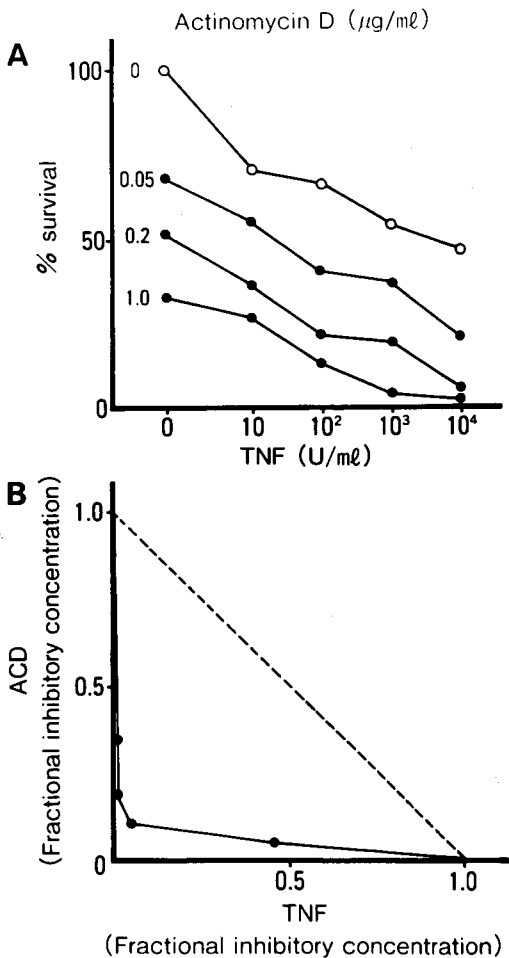 Actinomycin D (µg/mℓ)
A
% survival
100
50
0
0
0.05
0.2
1.0
0 10 10² 10³ 10⁴
TNF (U/mℓ)
B
ACD
(Fractional inhibitory concentration)
1.0
0.5
0
0.5 1.0
TNF
(Fractional inhibitory concentration)